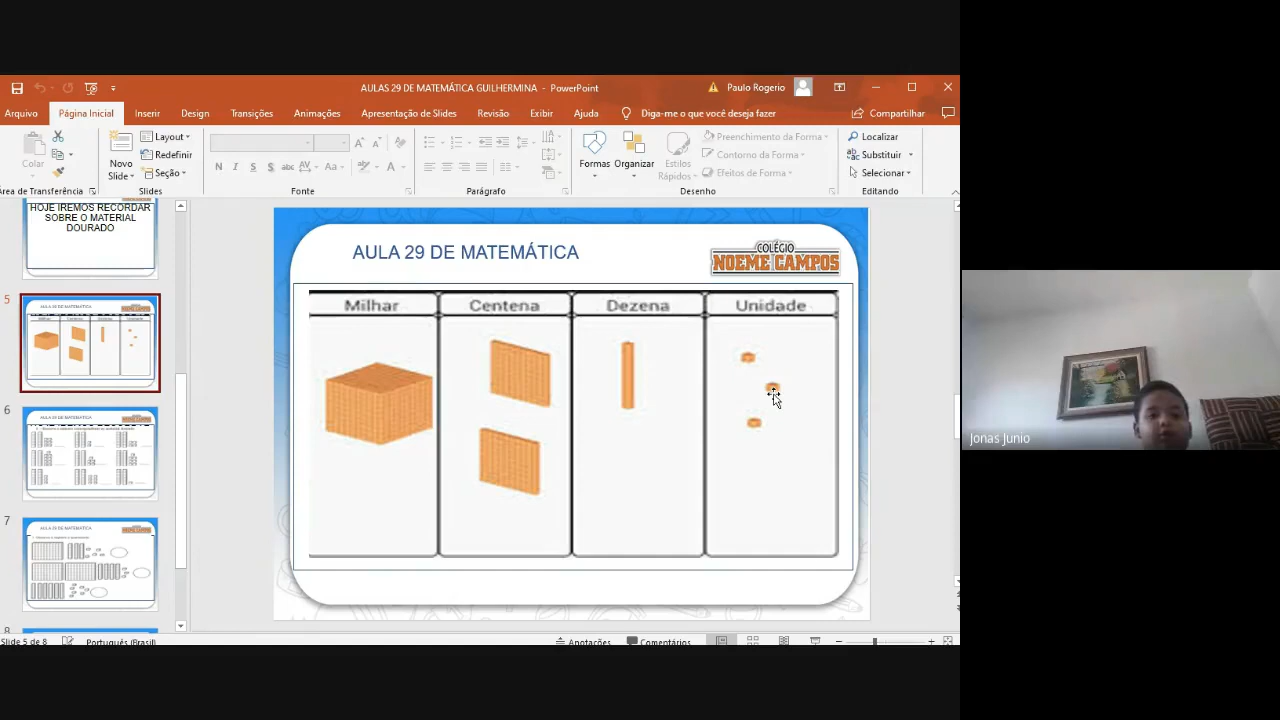 AULAS 29 DE MATEMÁTICA GUILHERMINA - PowerPoint
Paulo Rogerio
Arquivo Página Inicial Inserir Design Transições Animações Apresentação de Slides Revisão Exibir Ajuda Diga-me o que você deseja fazer Compartilhar
Colar
Novo Slide
Layout
Redefinir
Seção
N I S S abc AV Aa A
Formas
Organizar
Estilos Rápidos
Preenchimento da Forma
Contorno da Forma
Efeitos de Forma
Localizar
Substituir
Selecionar
Área de Transferência Slides Fonte Parágrafo Desenho Editando
HOJE IREMOS RECORDAR
SOBRE O MATERIAL
DOURADO
5
6
7
8
AULA 29 DE MATEMÁTICA
COLÉGIO
NOEME CAMPOS
Milhar Centena Dezena Unidade
Jonas Junio
Slide 5 de 8 Português (Brasil) Anotações Comentários